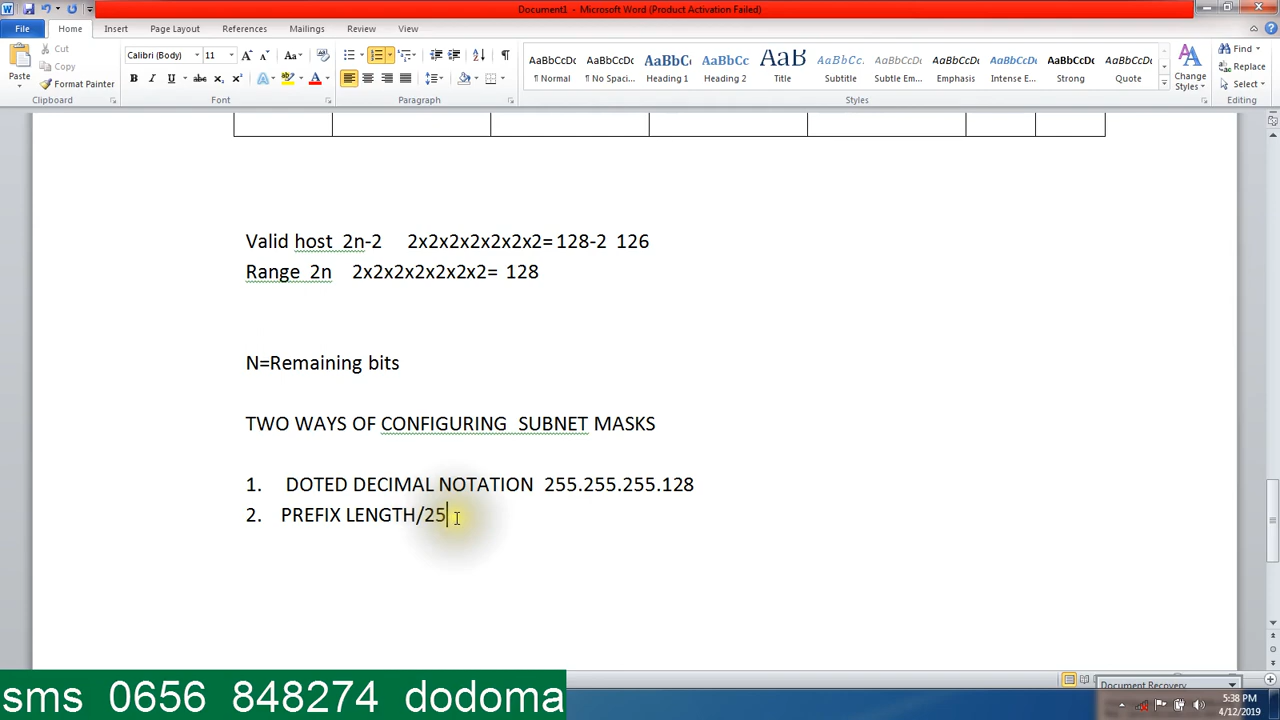 Document1 - Microsoft Word (Product Activation Failed)
File Home Insert Page Layout References Mailings Review View
Paste Cut Copy Format Painter
Calibri (Body) 11
AaBbCcDc AaBbCcDc AaBbCc AaBbCc AaB AaBbCc. AaBbCcDc AaBbCcDc AaBbCcDc AaBbCcDc AaBbCcDc
¶ Normal ¶ No Spaci... Heading 1 Heading 2 Title Subtitle Subtle Em... Emphasis Intense E... Strong Quote
Change Styles
Find Replace Select
Clipboard Font Paragraph Styles Editing
Valid host 2n-2 2x2x2x2x2x2x2= 128-2 126
Range 2n 2x2x2x2x2x2x2= 128
N=Remaining bits
TWO WAYS OF CONFIGURING SUBNET MASKS
1. DOTED DECIMAL NOTATION 255.255.255.128
2. PREFIX LENGTH/25
sms 0656 848274 dodoma
Document Recovery
5:38 PM
4/12/2019